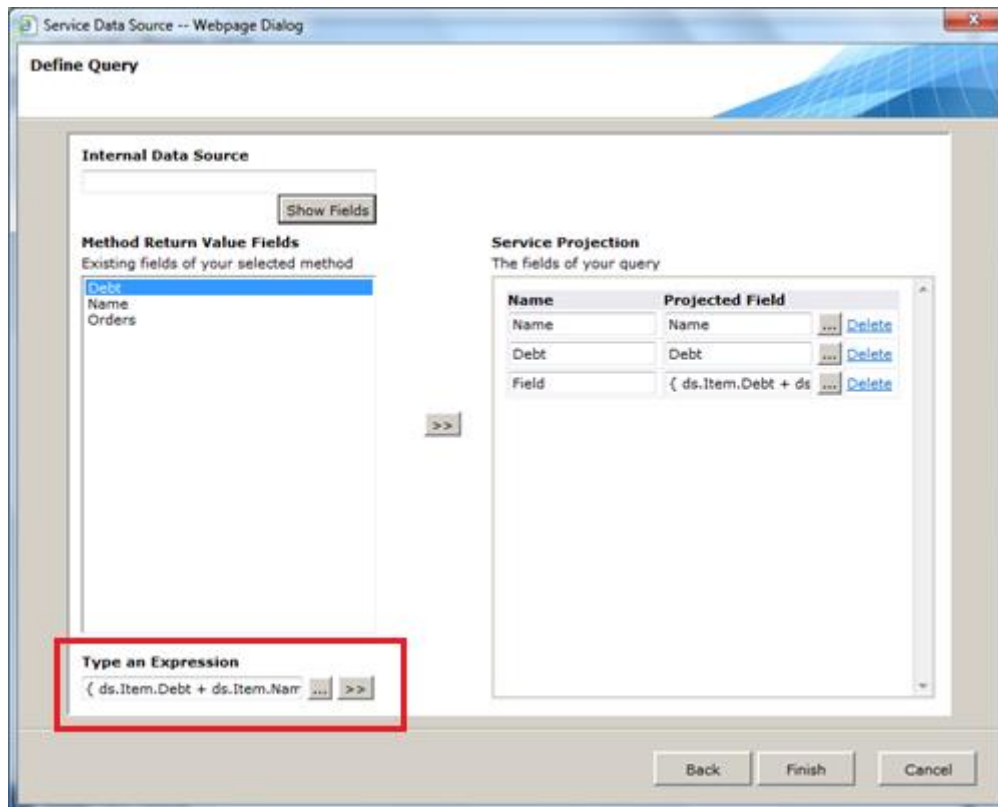 Service Data Source -- Webpage Dialog
Define Query
Internal Data Source
Show Fields
Method Return Value Fields
Existing fields of your selected method
Debt
Name
Orders
>>
Type an Expression
{ ds.Item.Debt + ds.Item.Nam ... >>
Service Projection
The fields of your query
Name Projected Field
Name Name ... Delete
Debt Debt ... Delete
Field { ds.Item.Debt + ds ... Delete
Back Finish Cancel